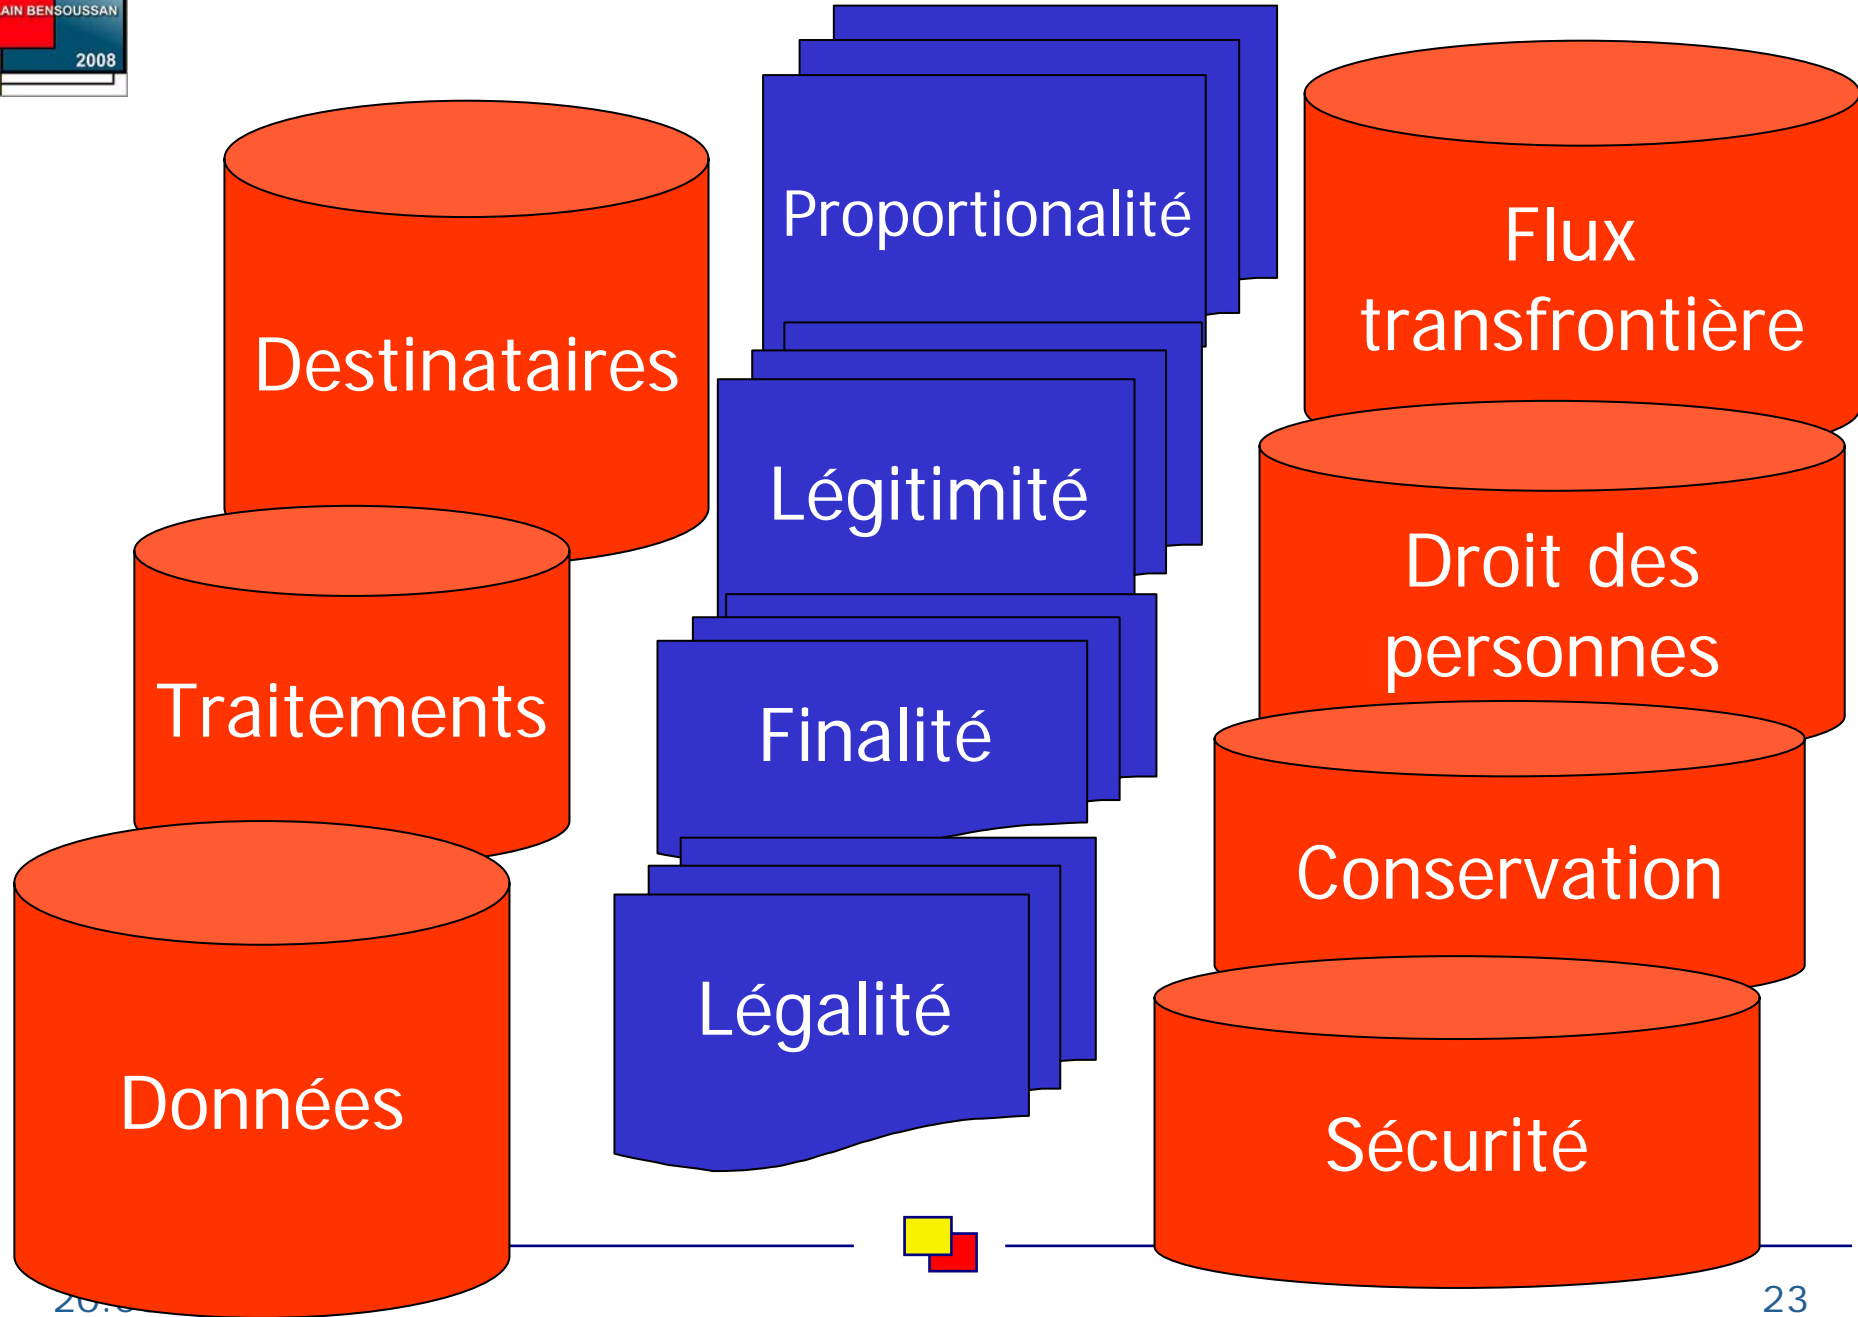 AIN BENSOUSSAN
2008
Destinataires
Traitements
Données
Proportionalité
Légitimité
Finalité
Légalité
Flux
transfrontière
Droit des
personnes
Conservation
Sécurité
23